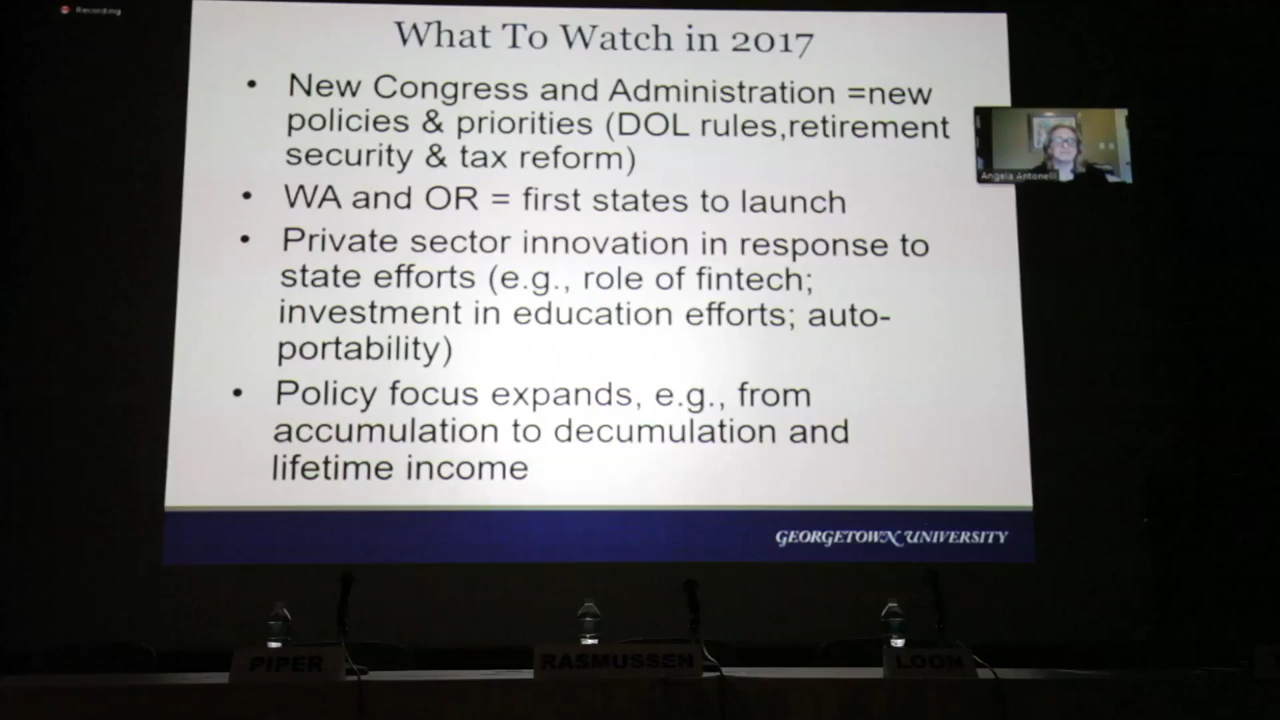 Recording
What To Watch in 2017
• New Congress and Administration =new
policies & priorities (DOL rules,retirement
security & tax reform)
• WA and OR = first states to launch
• Private sector innovation in response to
state efforts (e.g., role of fintech;
investment in education efforts; auto-
portability)
• Policy focus expands, e.g., from
accumulation to decumulation and
lifetime income
Angela Antonelli
GEORGETOWN UNIVERSITY
PIPER
RASMUSSEN